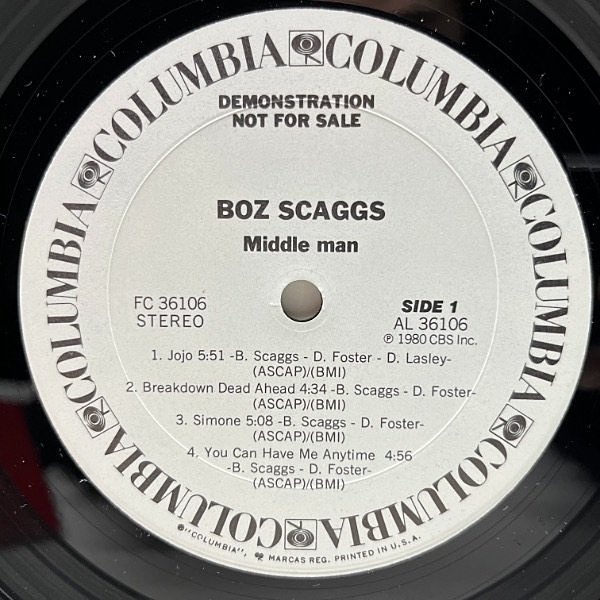 COLUMBIA COLUMBIA COLUMBIA COLUMBIA COLUMBIA COLUMBIA
DEMONSTRATION
NOT FOR SALE
BOZ SCAGGS
Middle man
FC 36106
STEREO
SIDE 1
AL 36106
℗ 1980 CBS Inc.
1. Jojo 5:51 -B. Scaggs - D. Foster - D. Lasley-
(ASCAP)/(BMI)
2. Breakdown Dead Ahead 4:34 -B. Scaggs - D. Foster-
(ASCAP)/(BMI)
3. Simone 5:08 -B. Scaggs - D. Foster-
(ASCAP)/(BMI)
4. You Can Have Me Anytime 4:56
-B. Scaggs - D. Foster-
(ASCAP)/(BMI)
"COLUMBIA", MARCAS REG. PRINTED IN U.S.A.